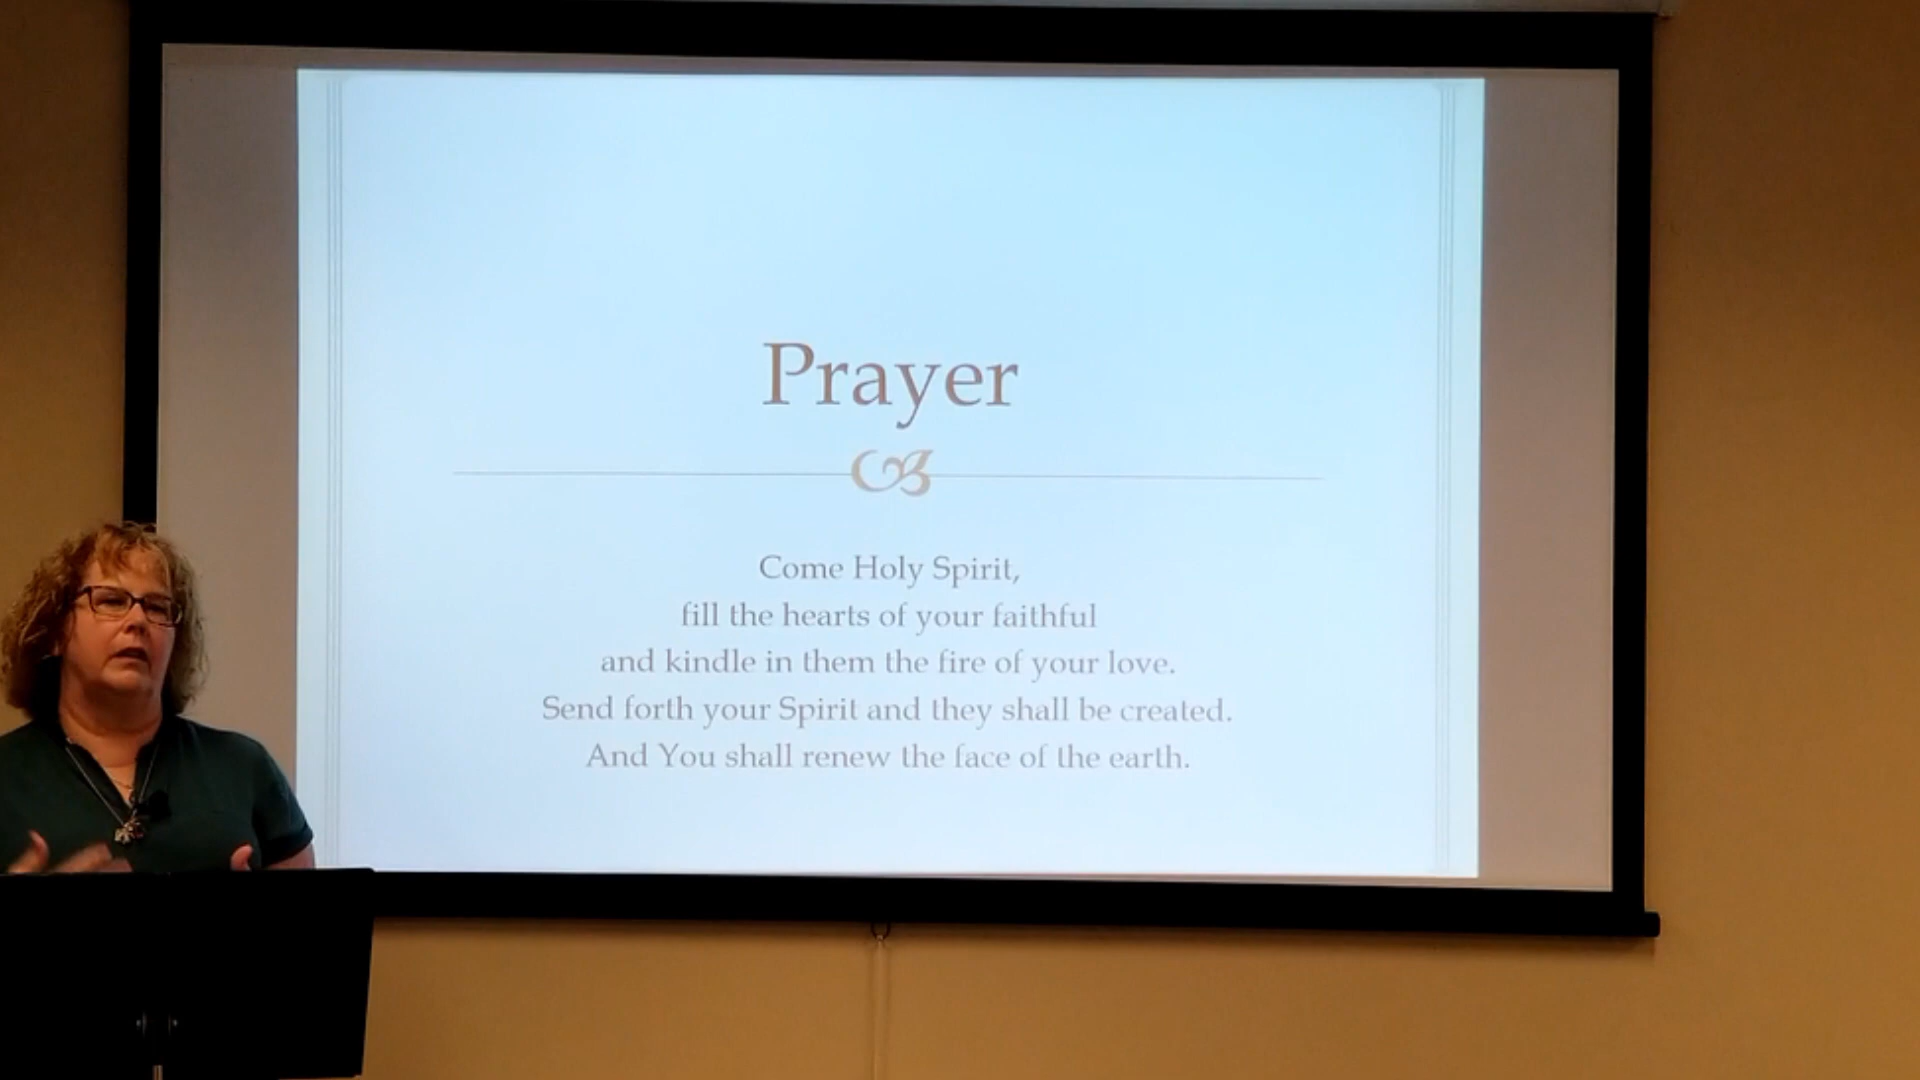 Prayer
Come Holy Spirit,
fill the hearts of your faithful
and kindle in them the fire of your love.
Send forth your Spirit and they shall be created.
And You shall renew the face of the earth.